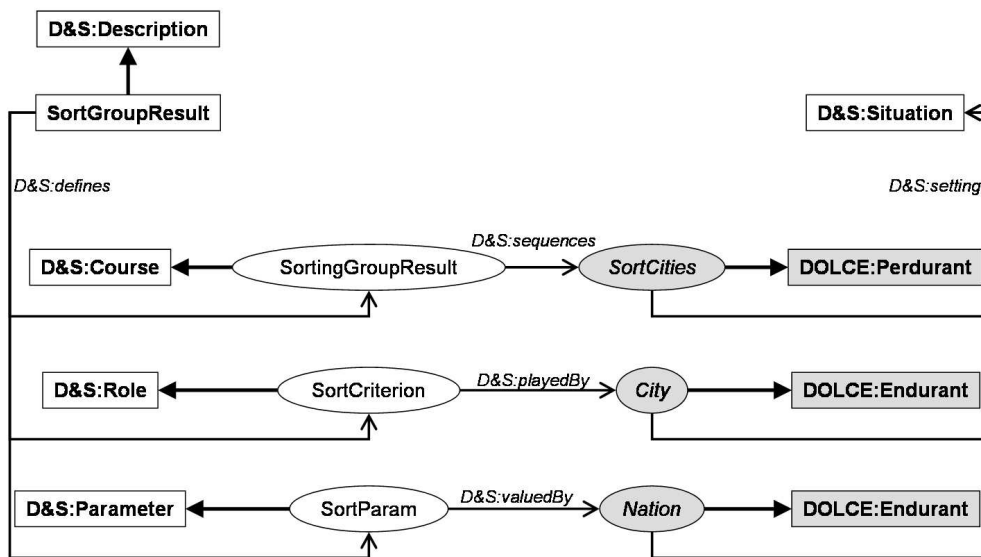 D&S:Description
SortGroupResult
D&S:Situation
D&S:defines
D&S:setting
D&S:sequences
D&S:Course
SortingGroupResult
SortCities
DOLCE:Perdurant
D&S:playedBy
D&S:Role
SortCriterion
City
DOLCE:Endurant
D&S:valuedBy
D&S:Parameter
SortParam
Nation
DOLCE:Endurant